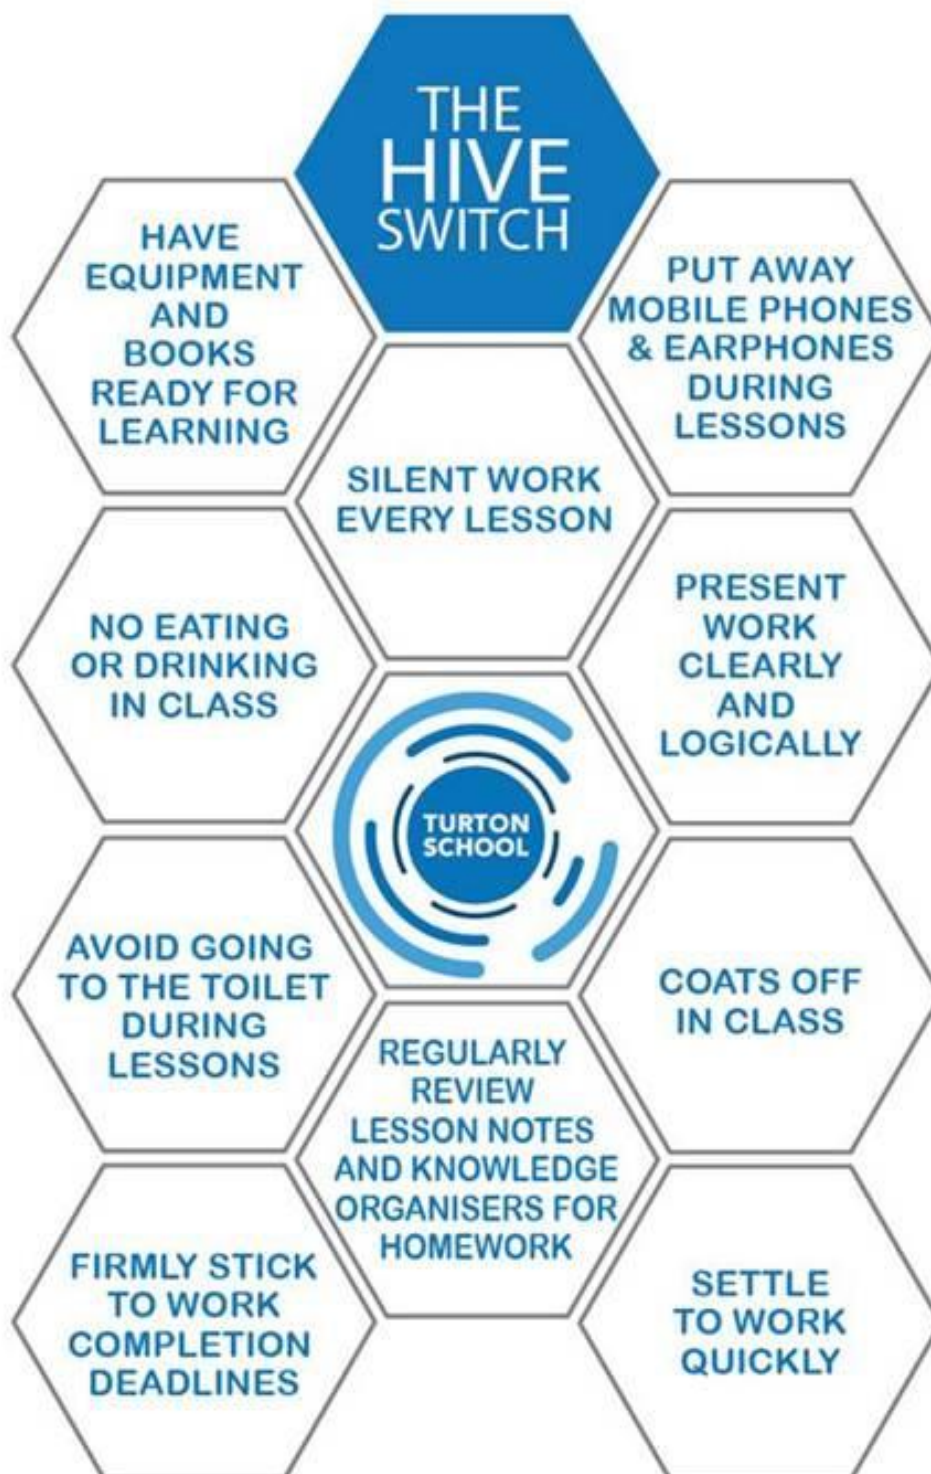 THE
HIVE
SWITCH
HAVE
EQUIPMENT
AND
BOOKS
READY FOR
LEARNING
PUT AWAY
MOBILE PHONES
& EARPHONES
DURING
LESSONS
SILENT WORK
EVERY LESSON
NO EATING
OR DRINKING
IN CLASS
PRESENT
WORK
CLEARLY
AND
LOGICALLY
TURTON
SCHOOL
AVOID GOING
TO THE TOILET
DURING
LESSONS
COATS OFF
IN CLASS
REGULARLY
REVIEW
LESSON NOTES
AND KNOWLEDGE
ORGANISERS FOR
HOMEWORK
FIRMLY STICK
TO WORK
COMPLETION
DEADLINES
SETTLE
TO WORK
QUICKLY